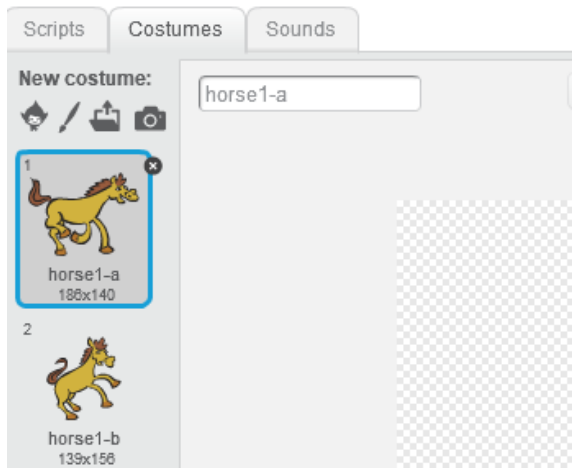 Scripts Costumes Sounds
New costume:
horse1-a
1
horse1-a
186x140
2
horse1-b
139x156